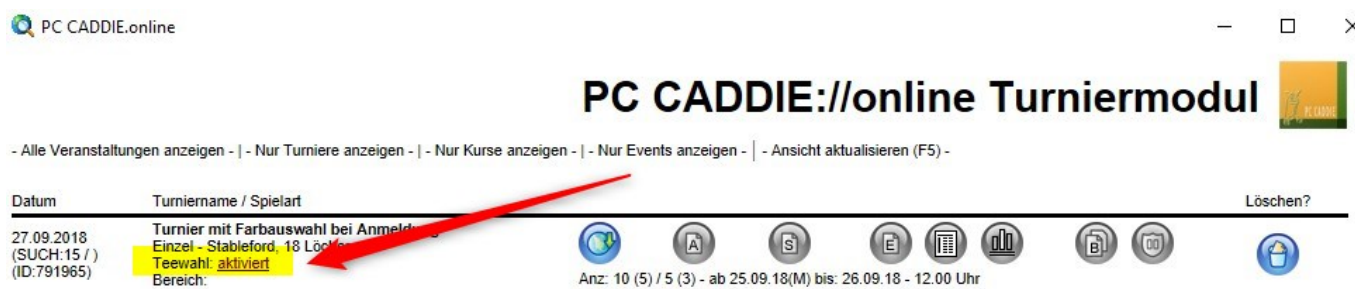 PC CADDIE.online
PC CADDIE://online Turniermodul
PC CADDIE
- Alle Veranstaltungen anzeigen - | - Nur Turniere anzeigen - | - Nur Kurse anzeigen - | - Nur Events anzeigen - | - Ansicht aktualisieren (F5) -
Datum Turniername / Spielart Löschen?
27.09.2018
(SUCH:15 / )
(ID:791965)
Turnier mit Farbauswahl bei Anmeldung
Einzel - Stableford, 18 Löcher
Teewahl: aktiviert
Bereich:
A S E B
Anz: 10 (5) / 5 (3) - ab 25.09.18(M) bis: 26.09.18 - 12.00 Uhr